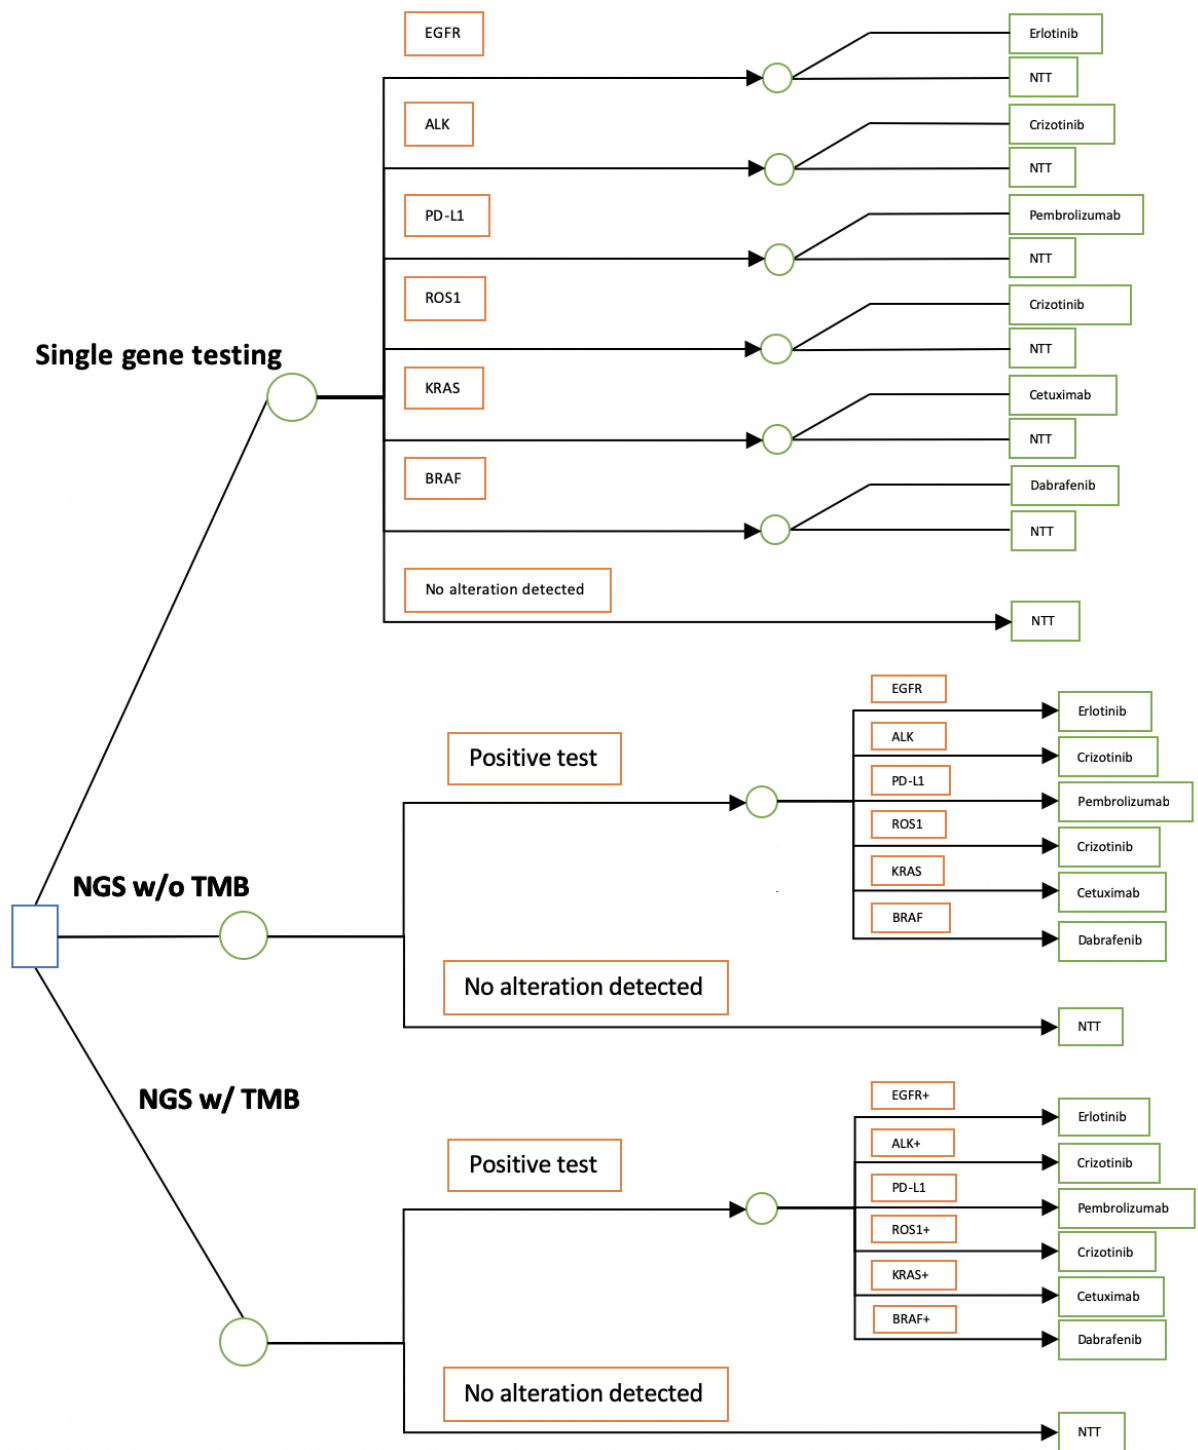 EGFR
Erlotinib
NTT
ALK
Crizotinib
NTT
PD-L1
Pembrolizumab
NTT
ROS1
Crizotinib
NTT
Single gene testing
KRAS
Cetuximab
NTT
BRAF
Dabrafenib
NTT
No alteration detected
NTT
NGS w/o TMB
Positive test
EGFR
Erlotinib
ALK
Crizotinib
PD-L1
Pembrolizumab
ROS1
Crizotinib
KRAS
Cetuximab
BRAF
Dabrafenib
No alteration detected
NTT
NGS w/ TMB
Positive test
EGFR+
Erlotinib
ALK+
Crizotinib
PD-L1
Pembrolizumab
ROS1+
Crizotinib
KRAS+
Cetuximab
BRAF+
Dabrafenib
No alteration detected
NTT